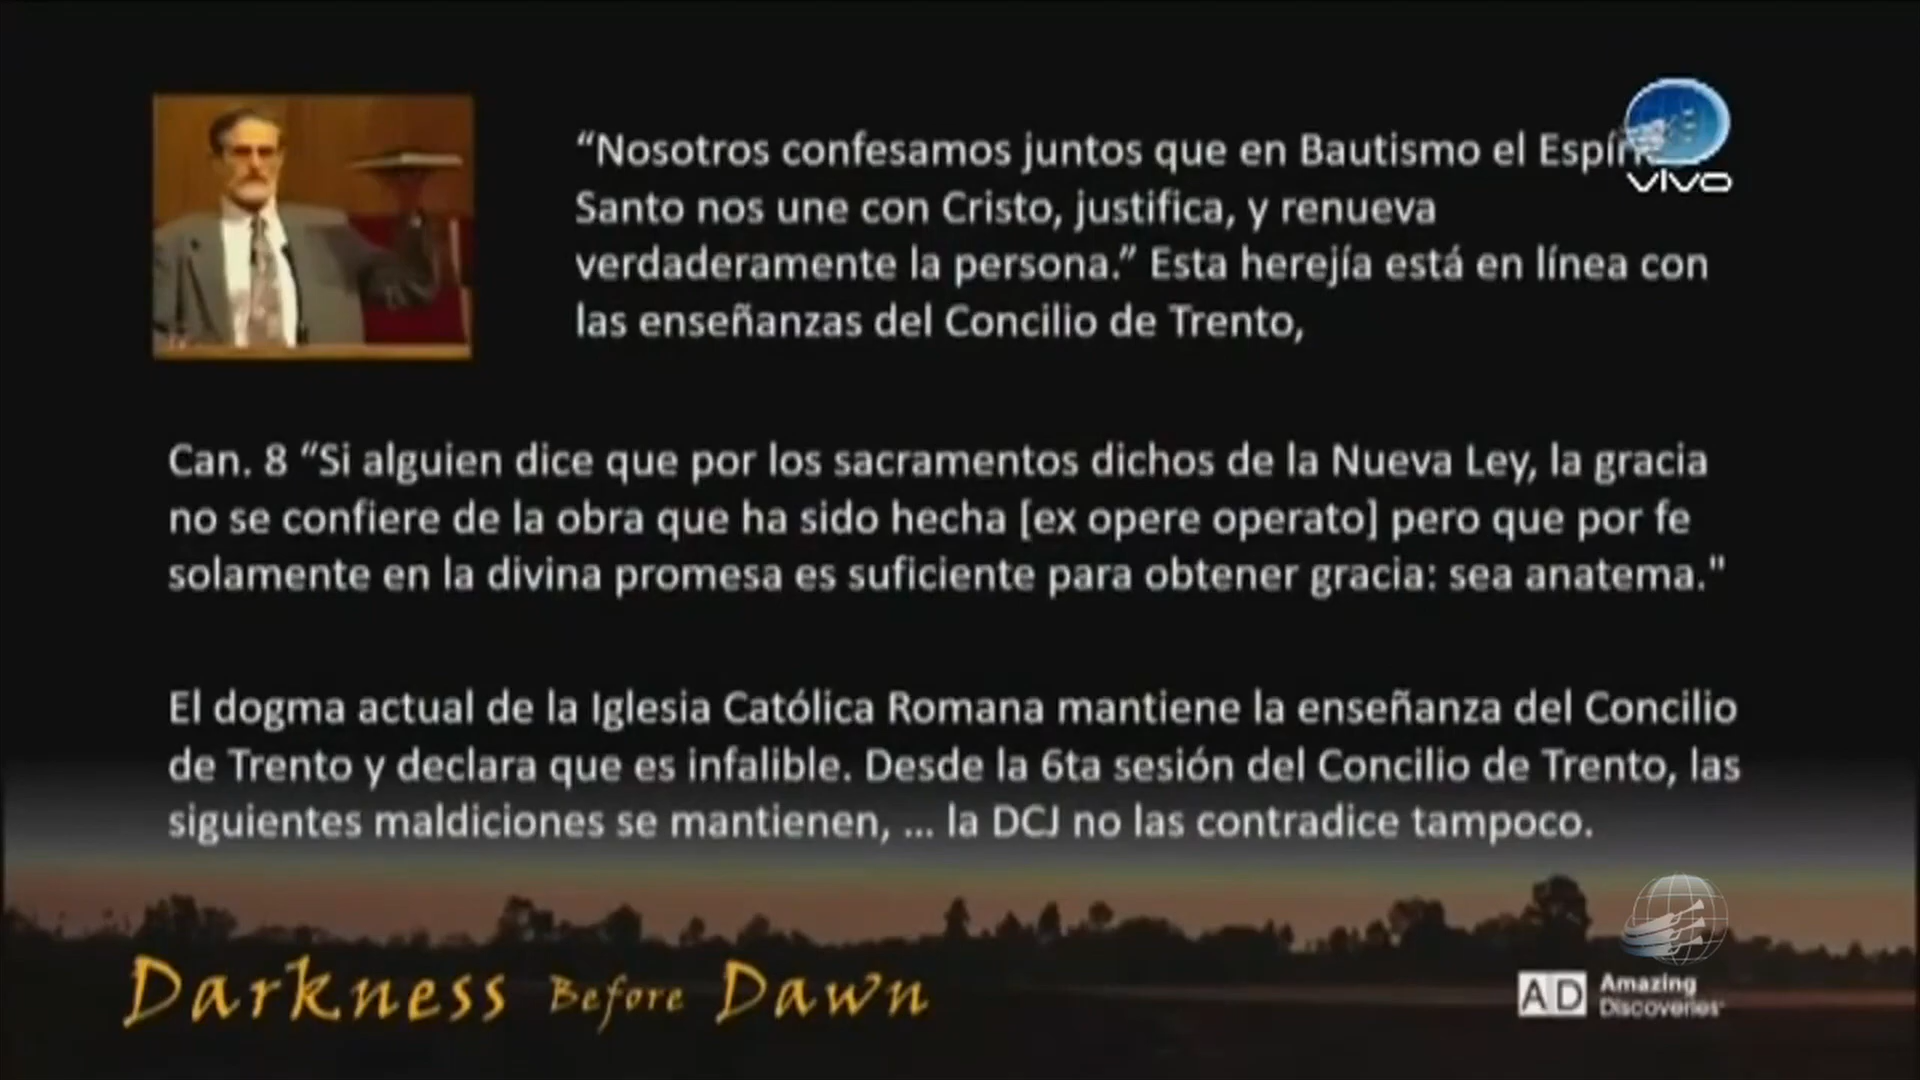 “Nosotros confesamos juntos que en Bautismo el
Santo nos une con Cristo, justifica, y renueva
verdaderamente la persona.” Esta herejía está en línea con
las enseñanzas del Concilio de Trento,
vivo
Can. 8 “Si alguien dice que por los sacramentos dichos de la Nueva Ley, la gracia
no se confiere de la obra que ha sido hecha [ex opere operato] pero que por fe
solamente en la divina promesa es suficiente para obtener gracia: sea anatema."
El dogma actual de la Iglesia Católica Romana mantiene la enseñanza del Concilio
de Trento y declara que es infalible. Desde la 6ta sesión del Concilio de Trento, las
siguientes maldiciones se mantienen, ... la DCJ no las contradice tampoco.
Darkness Before Dawn
AD Amazing
Discoveries